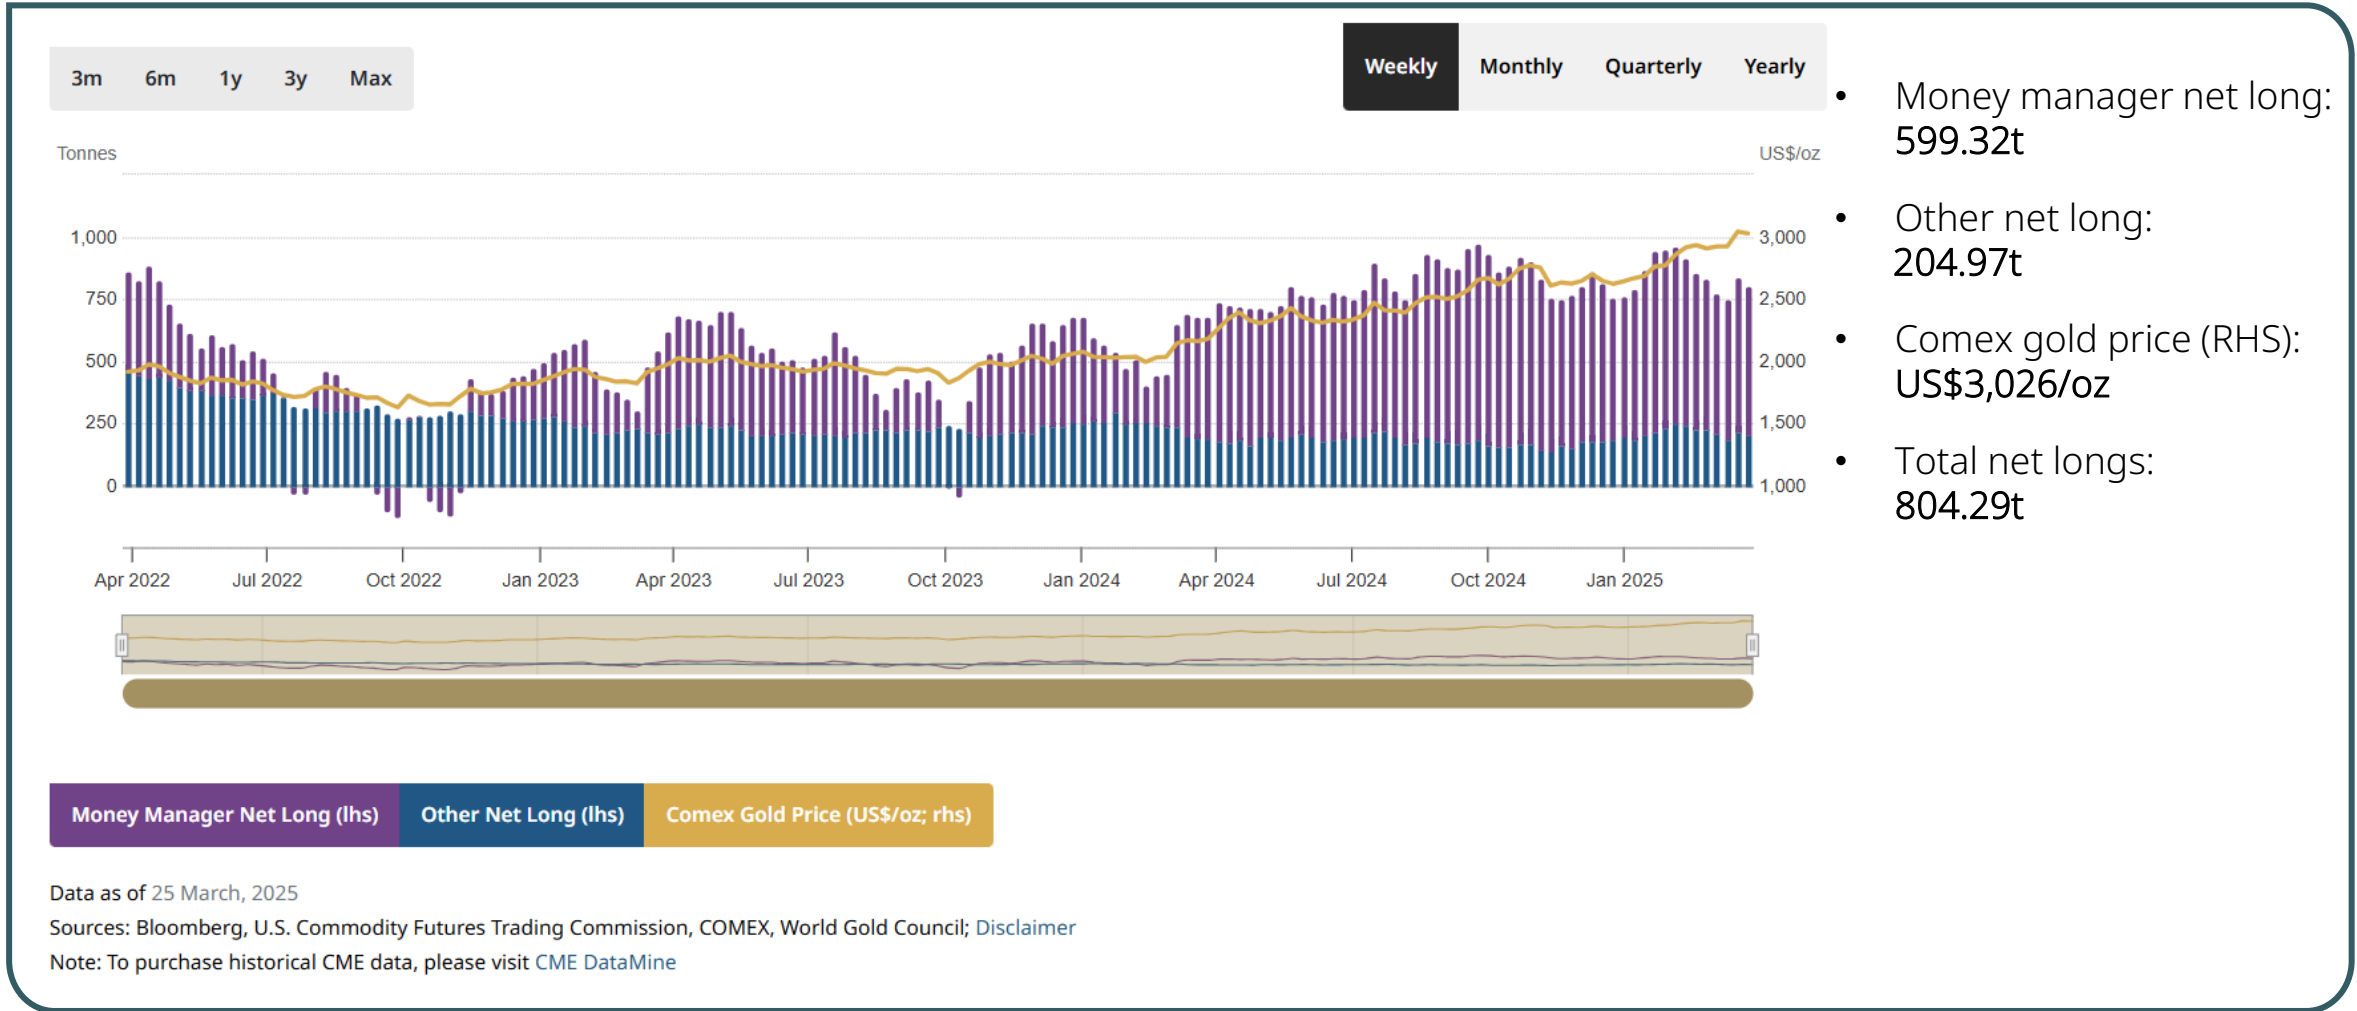 3m 6m 1y 3y Max
Weekly Monthly Quarterly Yearly
Tonnes
US$/oz
1,000
750
500
250
0
3,000
2,500
2,000
1,500
1,000
Apr 2022 Jul 2022 Oct 2022 Jan 2023 Apr 2023 Jul 2023 Oct 2023 Jan 2024 Apr 2024 Jul 2024 Oct 2024 Jan 2025
Money Manager Net Long (lhs) Other Net Long (lhs) Comex Gold Price (US$/oz; rhs)
Data as of 25 March, 2025
Sources: Bloomberg, U.S. Commodity Futures Trading Commission, COMEX, World Gold Council; Disclaimer
Note: To purchase historical CME data, please visit CME DataMine
• Money manager net long:
599.32t
• Other net long:
204.97t
• Comex gold price (RHS):
US$3,026/oz
• Total net longs:
804.29t